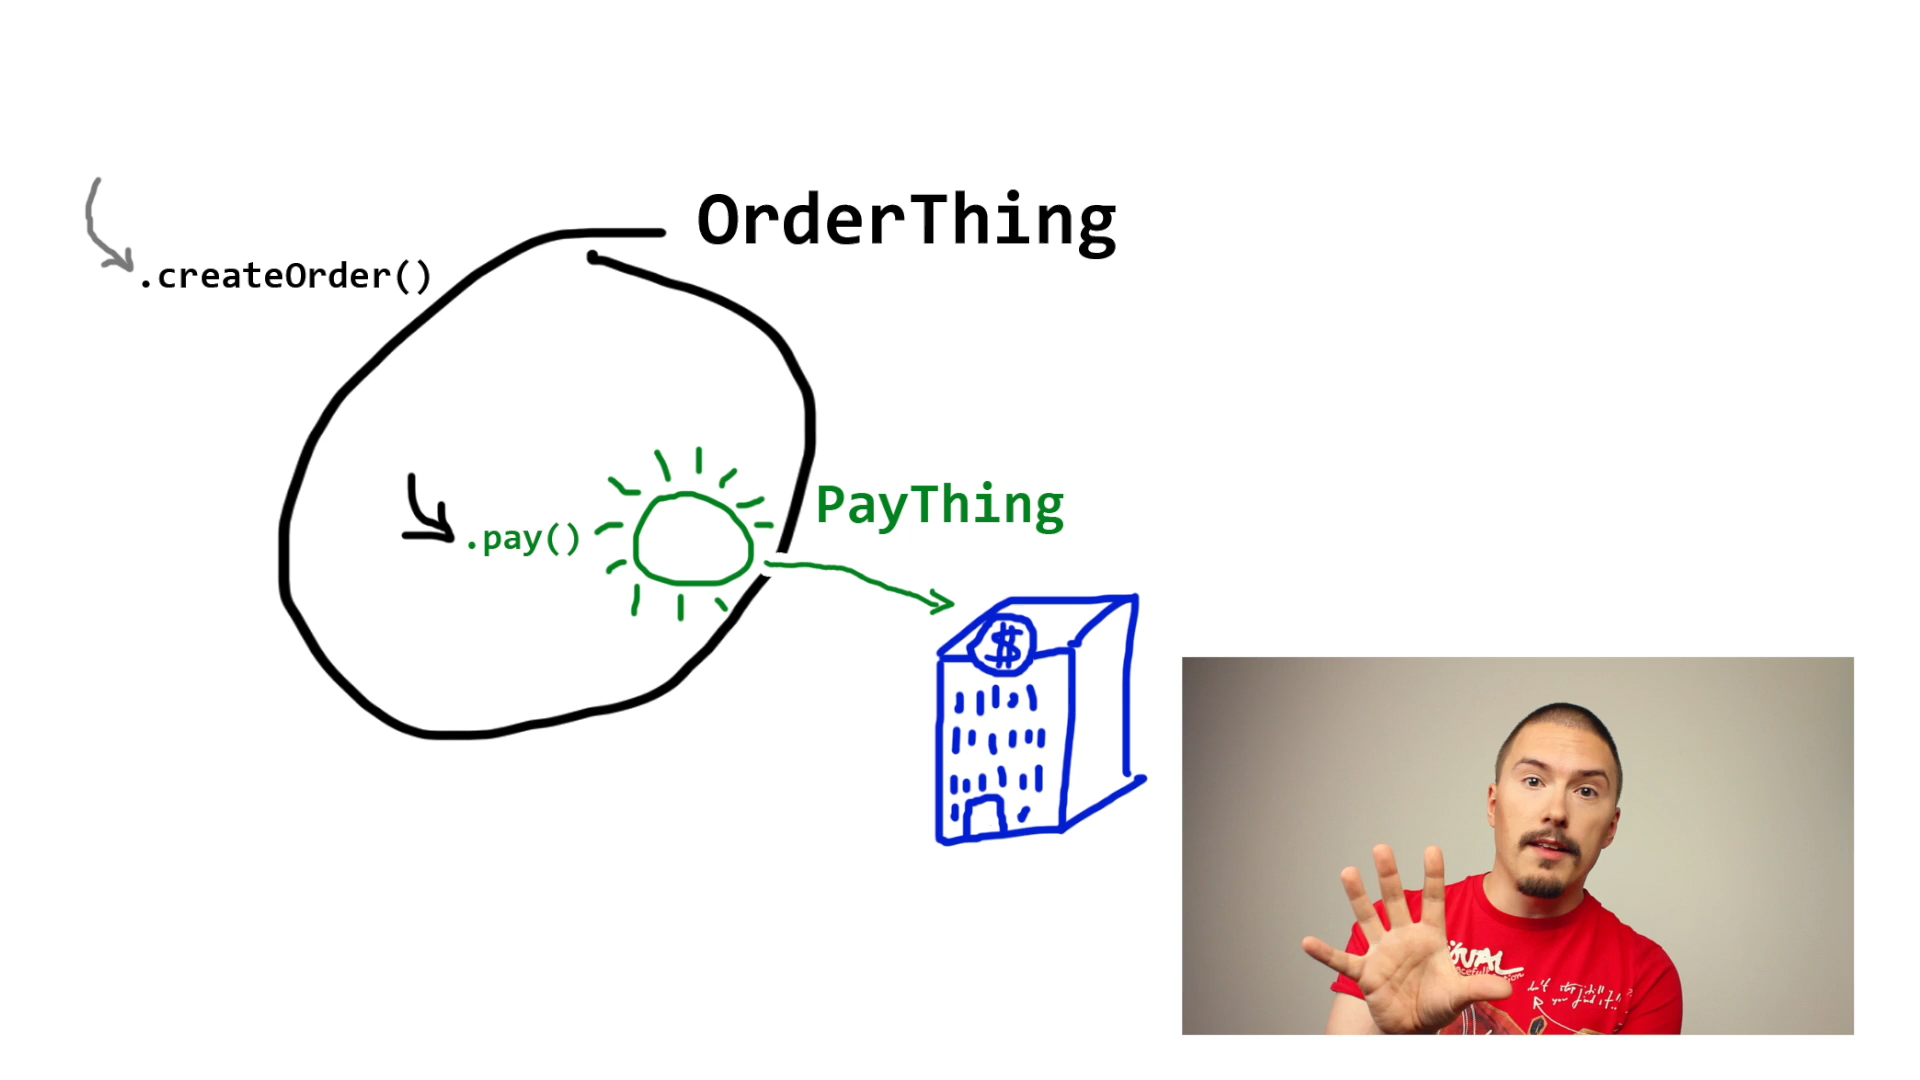 OrderThing
.createOrder()
PayThing
.pay()
$